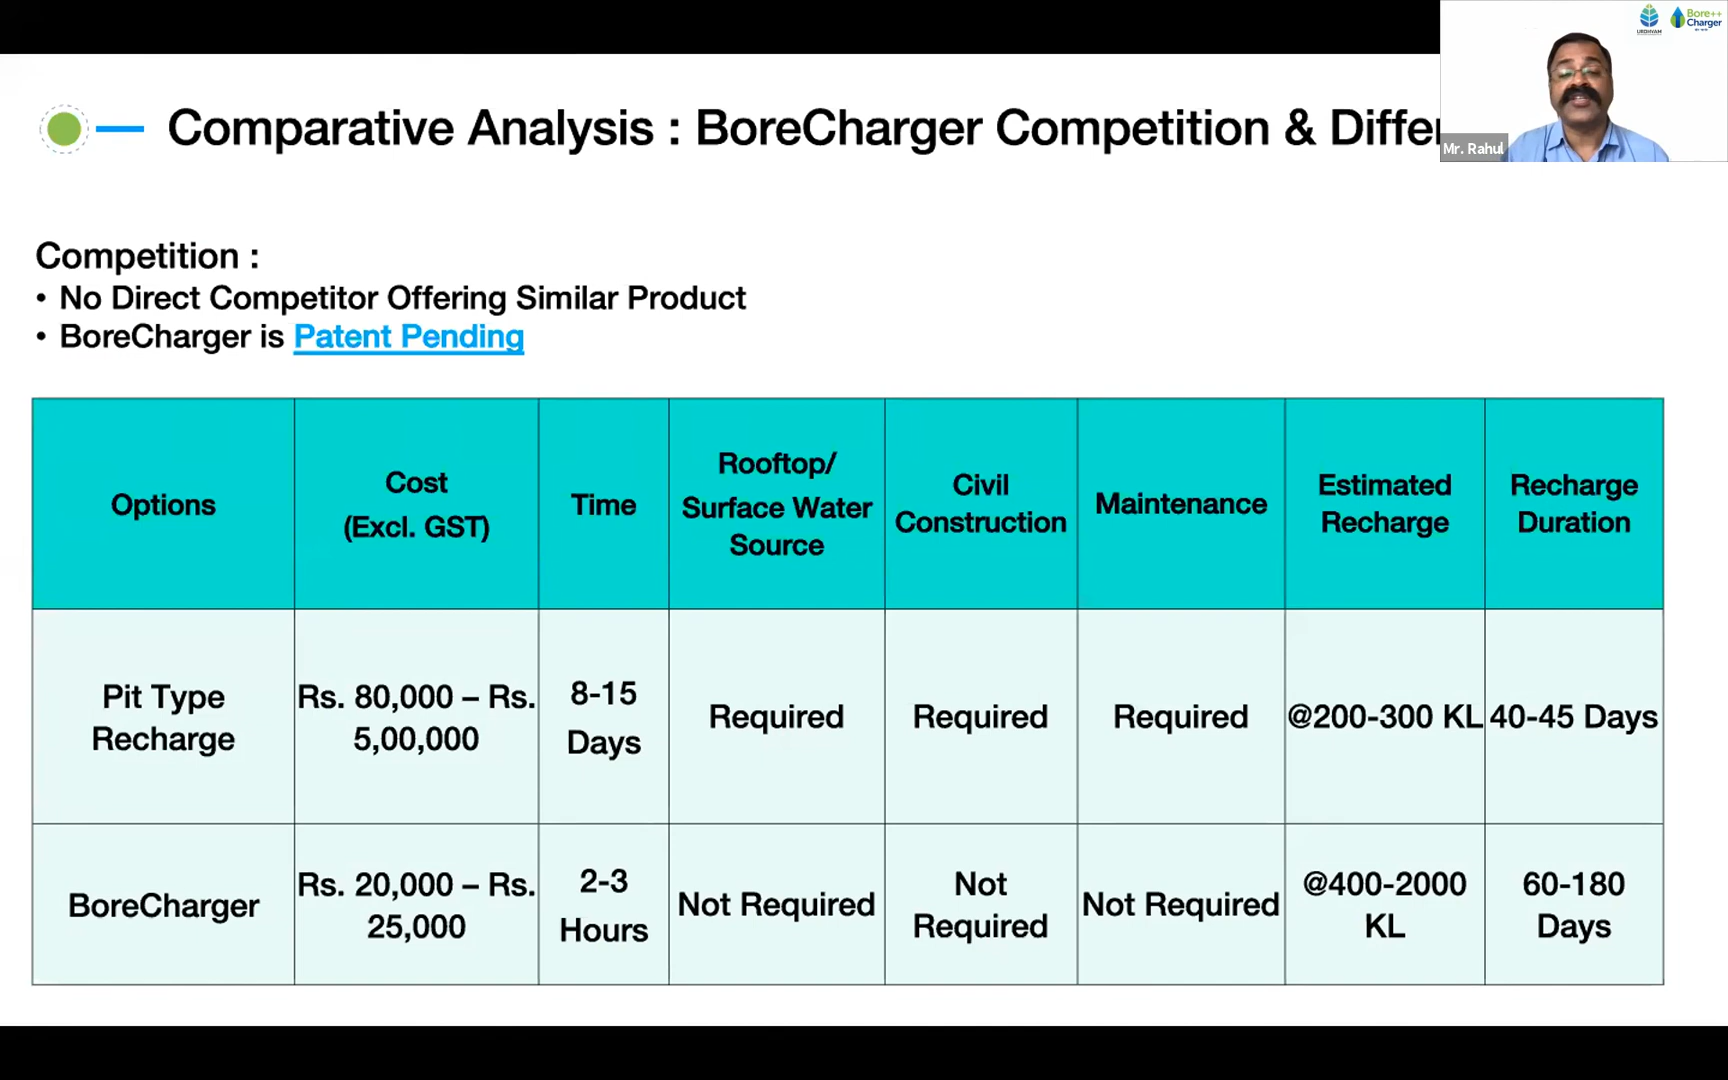 Bore++
Charger
URDHVAM
Mr. Rahul
Comparative Analysis : BoreCharger Competition & Differ
Competition :
• No Direct Competitor Offering Similar Product
• BoreCharger is Patent Pending
Options
Cost
(Excl. GST)
Time
Rooftop/
Surface Water
Source
Civil
Construction
Maintenance
Estimated
Recharge
Recharge
Duration
Pit Type
Recharge
Rs. 80,000 – Rs.
5,00,000
8-15
Days
Required
Required
Required
@200-300 KL
40-45 Days
BoreCharger
Rs. 20,000 – Rs.
25,000
2-3
Hours
Not Required
Not
Required
Not Required
@400-2000
KL
60-180
Days